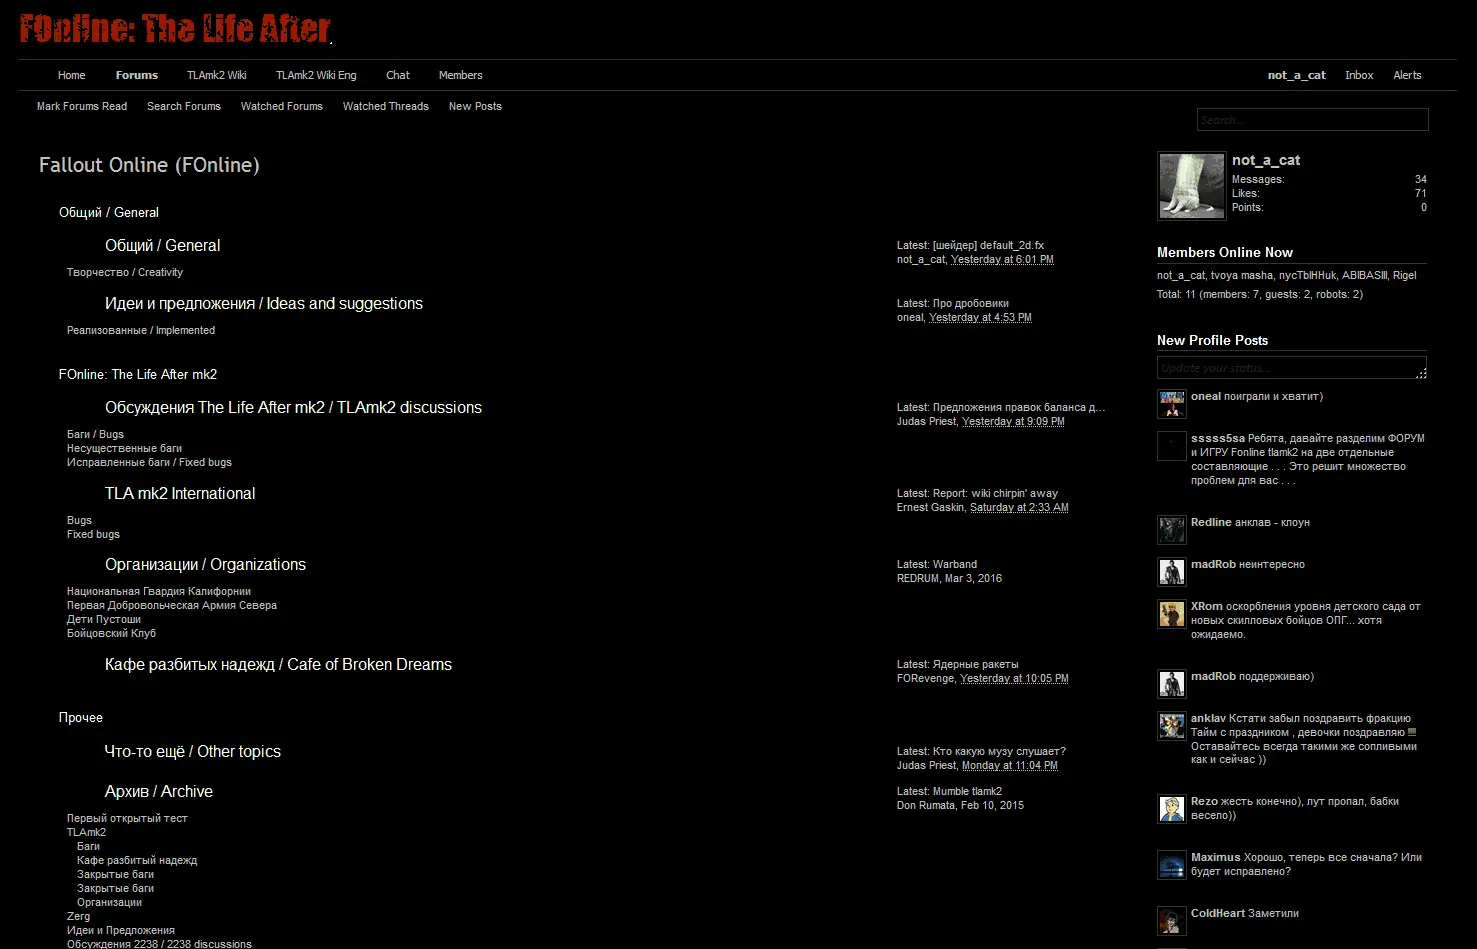 FOnline: The Life After
Home Forums TLAmk2 Wiki TLAmk2 Wiki Eng Chat Members not_a_cat Inbox Alerts
Mark Forums Read Search Forums Watched Forums Watched Threads New Posts
Search...
Fallout Online (FOnline)
Общий / General
Общий / General
Творчество / Creativity
Latest: [шейдер] default_2d.fx
not_a_cat, Yesterday at 6:01 PM
Идеи и предложения / Ideas and suggestions
Реализованные / Implemented
Latest: Про дробовики
oneal, Yesterday at 4:53 PM
FOnline: The Life After mk2
Обсуждения The Life After mk2 / TLAmk2 discussions
Баги / Bugs
Несущественные баги
Исправленные баги / Fixed bugs
Latest: Предложения правок баланса д...
Judas Priest, Yesterday at 9:09 PM
TLA mk2 International
Bugs
Fixed bugs
Latest: Report: wiki chirpin' away
Ernest Gaskin, Saturday at 2:33 AM
Организации / Organizations
Национальная Гвардия Калифорнии
Первая Добровольческая Армия Севера
Дети Пустоши
Бойцовский Клуб
Latest: Warband
REDRUM, Mar 3, 2016
Кафе разбитых надежд / Cafe of Broken Dreams
Latest: Ядерные ракеты
FORevenge, Yesterday at 10:05 PM
Прочее
Что-то ещё / Other topics
Latest: Кто какую музу слушает?
Judas Priest, Monday at 11:04 PM
Архив / Archive
Latest: Mumble tlamk2
Don Rumata, Feb 10, 2015
Первый открытый тест
TLAmk2
Баги
Кафе разбитый надежд
Закрытые баги
Закрытые баги
Организации
Zerg
Идеи и Предложения
Обсуждения 2238 / 2238 discussions
not_a_cat
Messages: 34
Likes: 71
Points: 0
Members Online Now
not_a_cat, tvoya masha, nycTbIHHuk, ABIBASIII, Rigel
Total: 11 (members: 7, guests: 2, robots: 2)
New Profile Posts
Update your status...
oneal поиграли и хватит)
sssss5sa Ребята, давайте разделим ФОРУМ
и ИГРУ Fonline tlamk2 на две отдельные
составляющие . . . Это решит множество
проблем для вас . . .
Redline анклав - клоун
madRob неинтересно
XRom оскорбления уровня детского сада от
новых скилловых бойцов ОПГ... хотя
ожидаемо.
madRob поддерживаю)
anklav Кстати забыл поздравить фракцию
Тайм с праздником , девочки поздравляю !!!!
Оставайтесь всегда такими же сопливыми
как и сейчас ))
Rezo жесть конечно), лут пропал, бабки
весело))
Maximus Хорошо, теперь все сначала? Или
будет исправлено?
ColdHeart Заметили